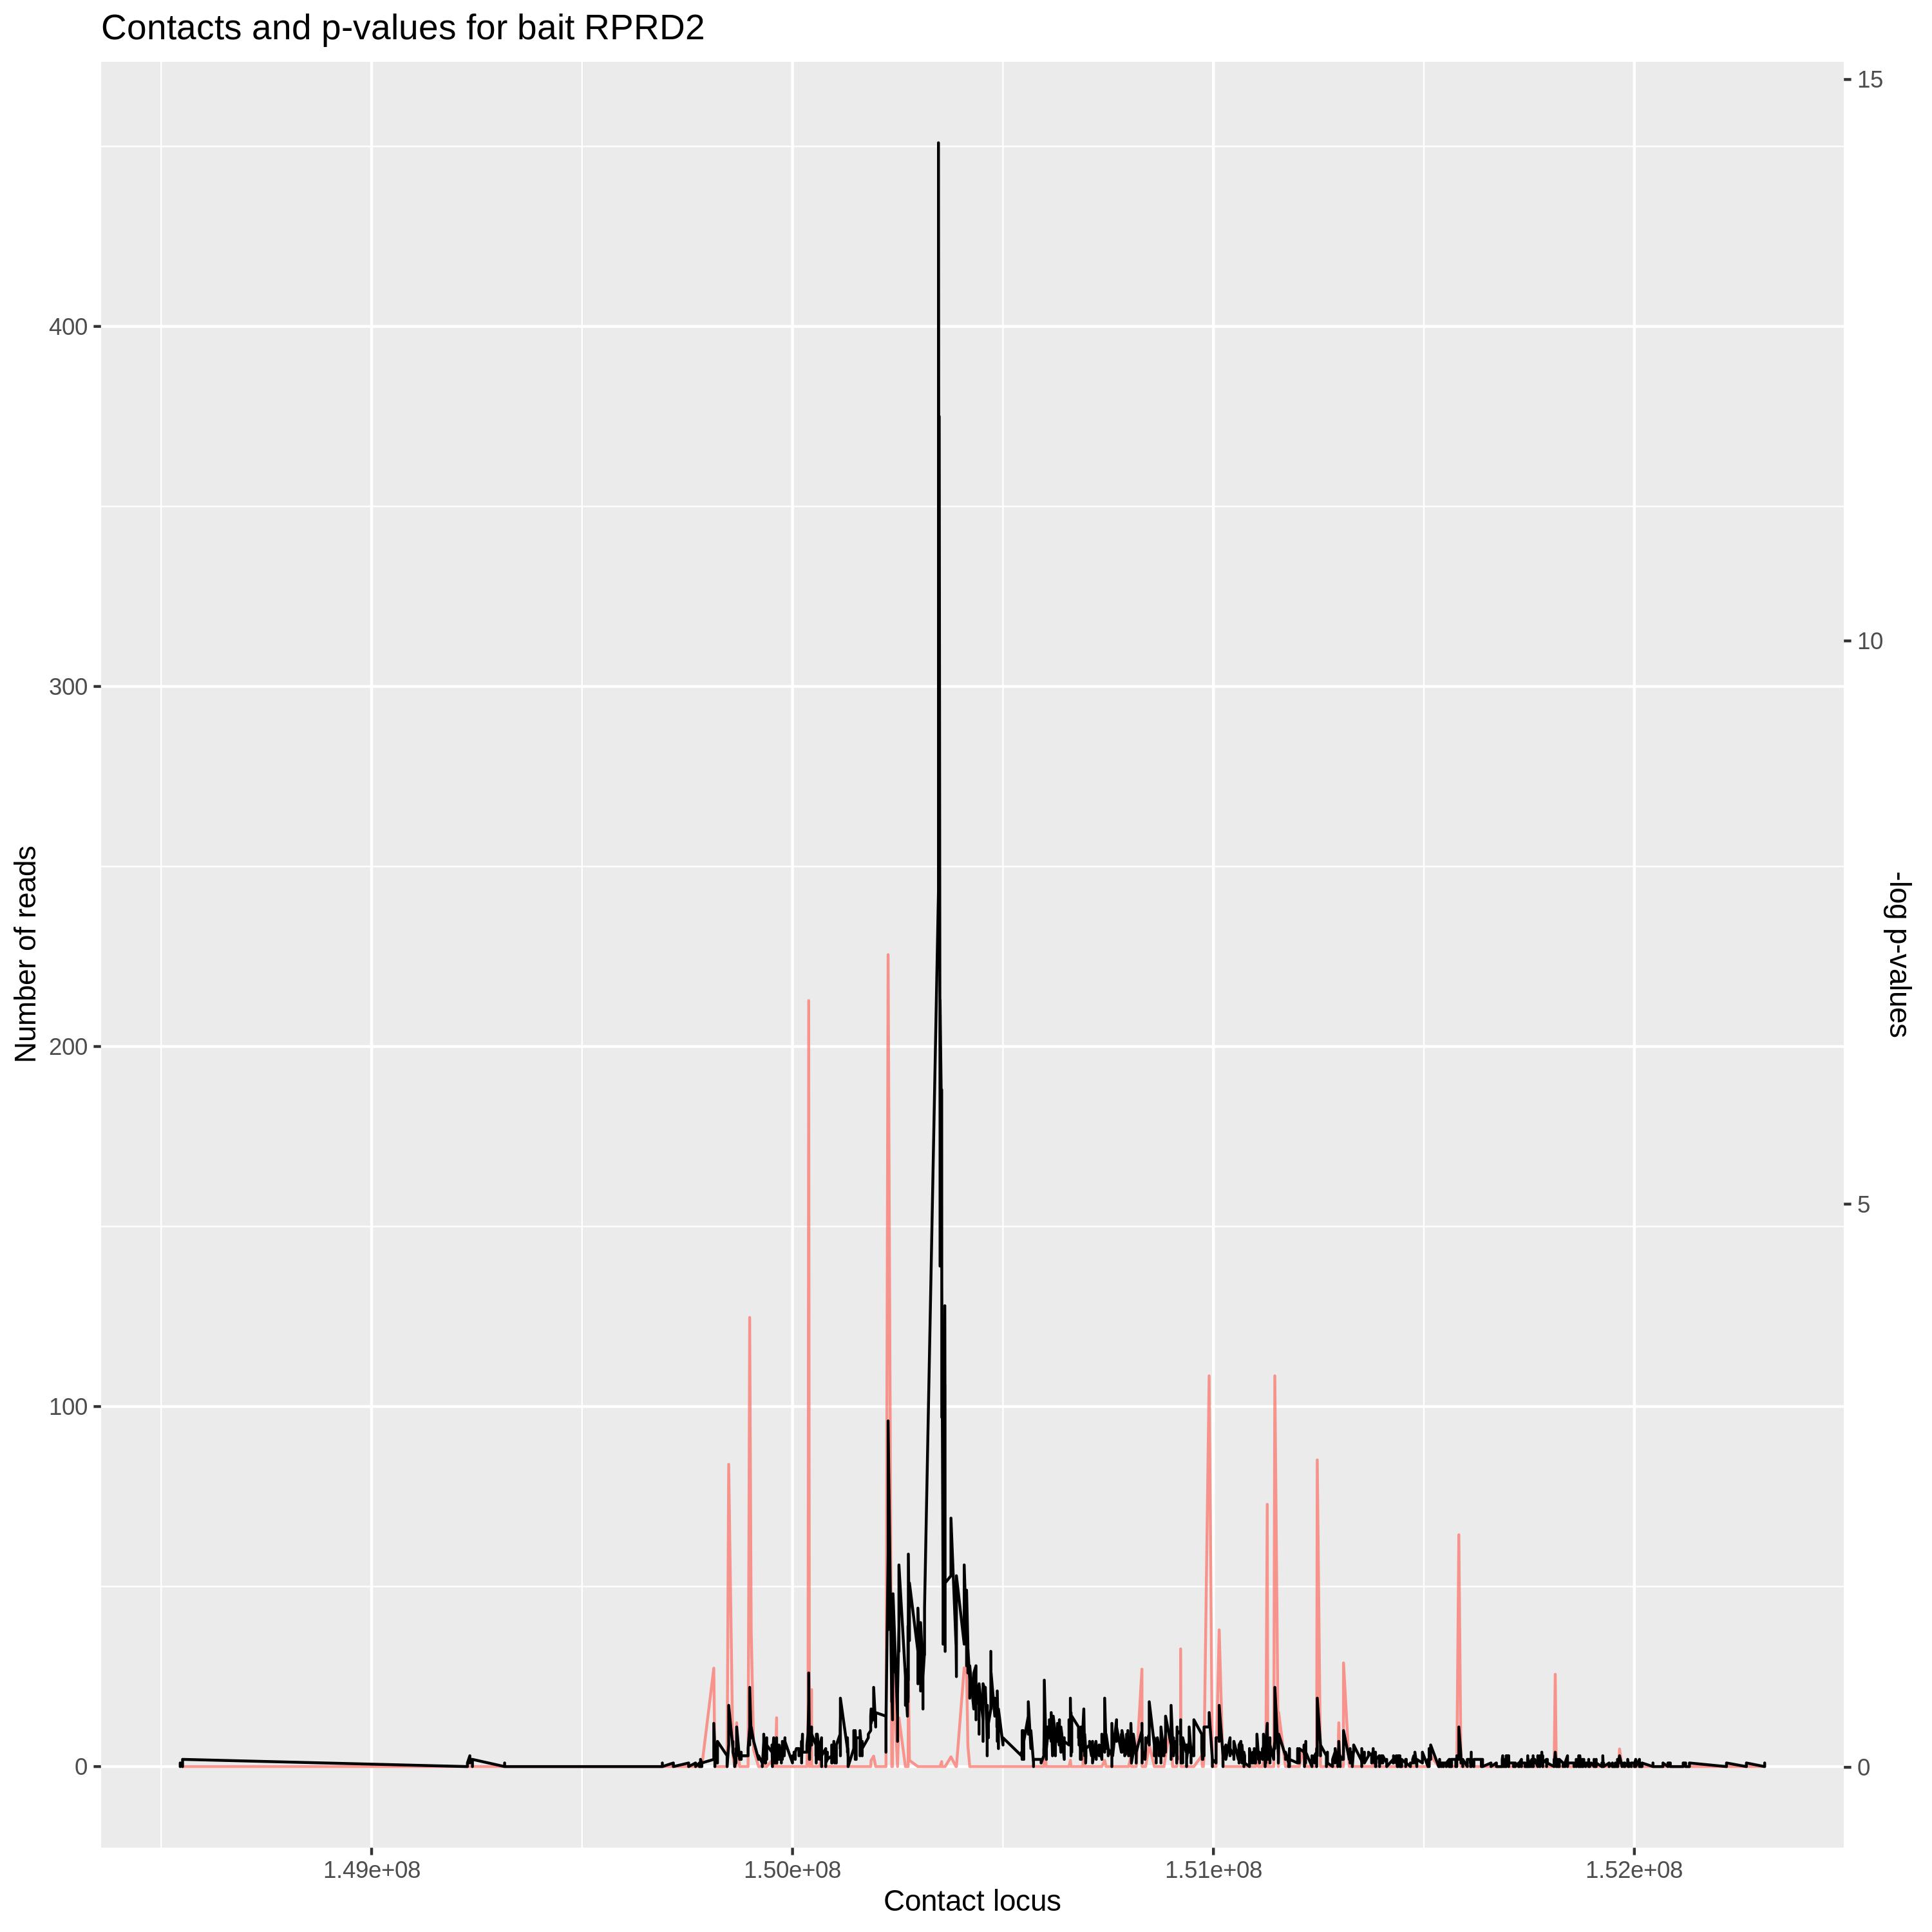 Contacts and p-values for bait RPRD2
15
400
10
300
Number of reads
-log p-values
200
5
100
0
0
1.49e+08
1.50e+08
1.51e+08
1.52e+08
Contact locus